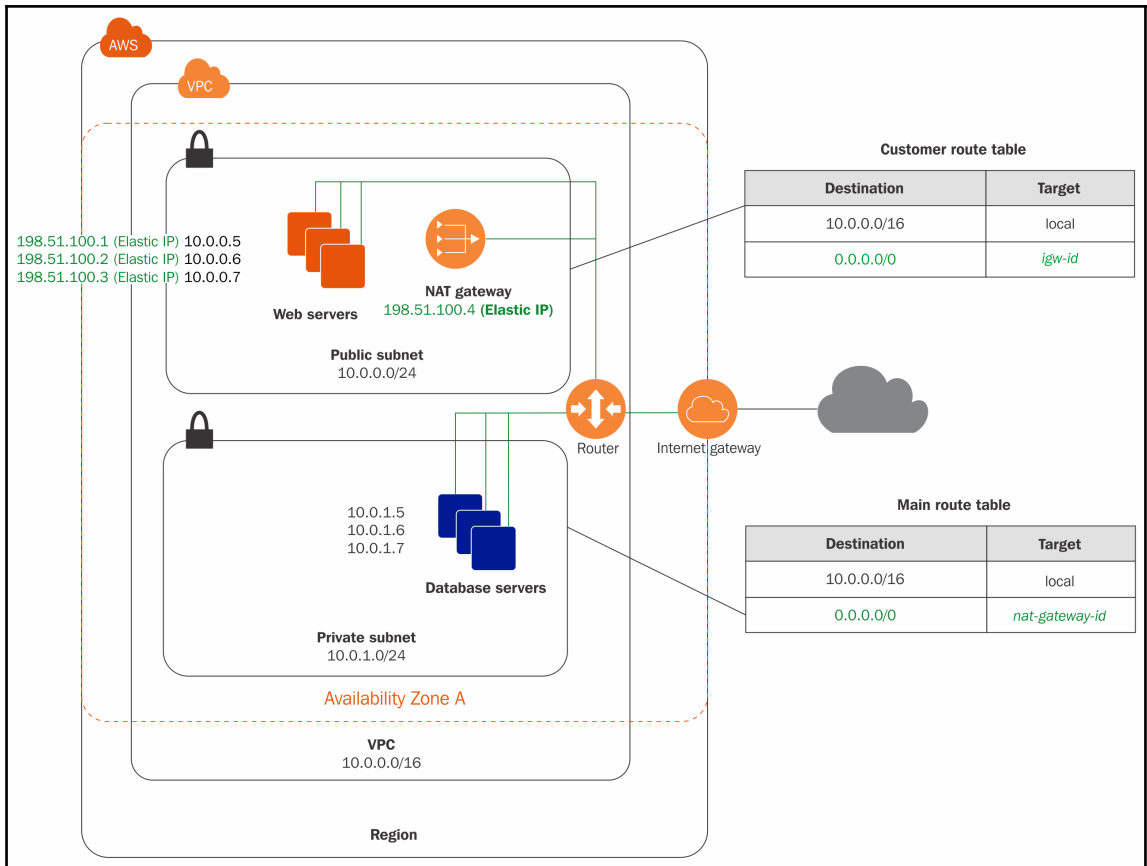 AWS
VPC
198.51.100.1 (Elastic IP) 10.0.0.5
198.51.100.2 (Elastic IP) 10.0.0.6
198.51.100.3 (Elastic IP) 10.0.0.7
Web servers
NAT gateway
198.51.100.4 (Elastic IP)
Public subnet
10.0.0.0/24
Customer route table
Destination Target
10.0.0.0/16 local
0.0.0.0/0 igw-id
Router
Internet gateway
10.0.1.5
10.0.1.6
10.0.1.7
Database servers
Private subnet
10.0.1.0/24
Main route table
Destination Target
10.0.0.0/16 local
0.0.0.0/0 nat-gateway-id
Availability Zone A
VPC
10.0.0.0/16
Region